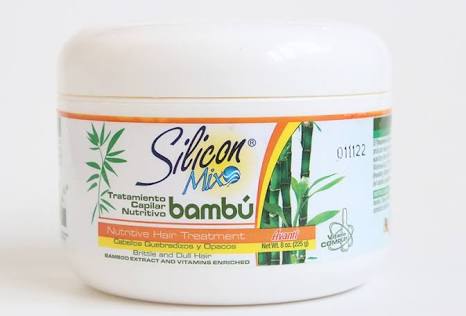 Silicon®
Mix
Tratamiento
Capilar
Nutritivo
bambú
Nutritive Hair Treatment
Cabellos Quebradizos y Opacos
Brittle and Dull Hair
BAMBOO EXTRACT AND VITAMINS ENRICHED
Avanti
Net Wt. 8 oz. (225 g)
011122